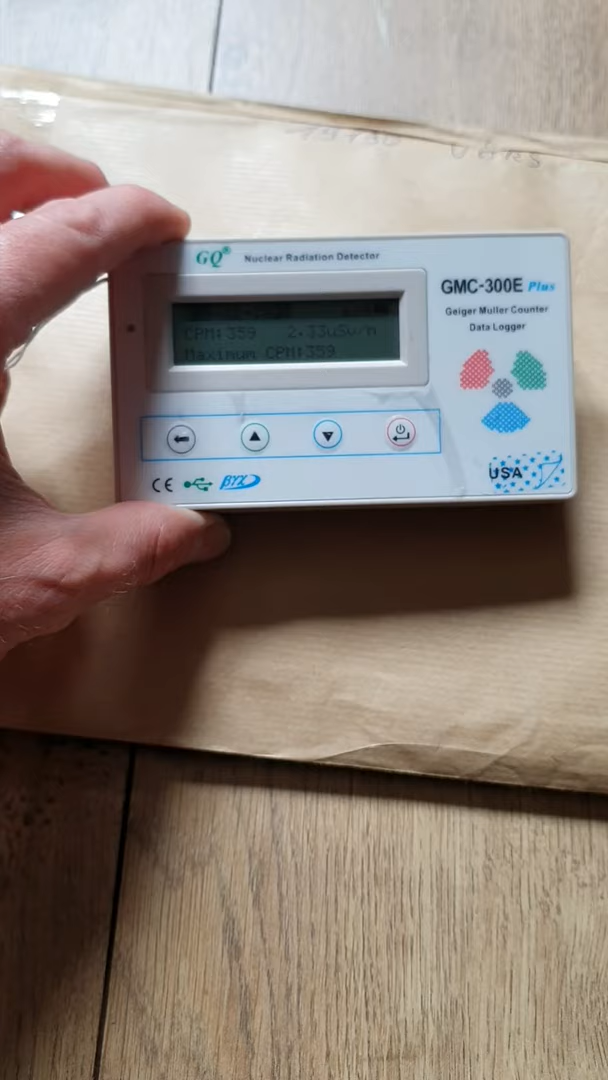 GQ® Nuclear Radiation Detector
GMC-300E Plus
Geiger Muller Counter
Data Logger
CPM:359 2.33uSv/h
Maximum CPM:359
CE BYX
USA